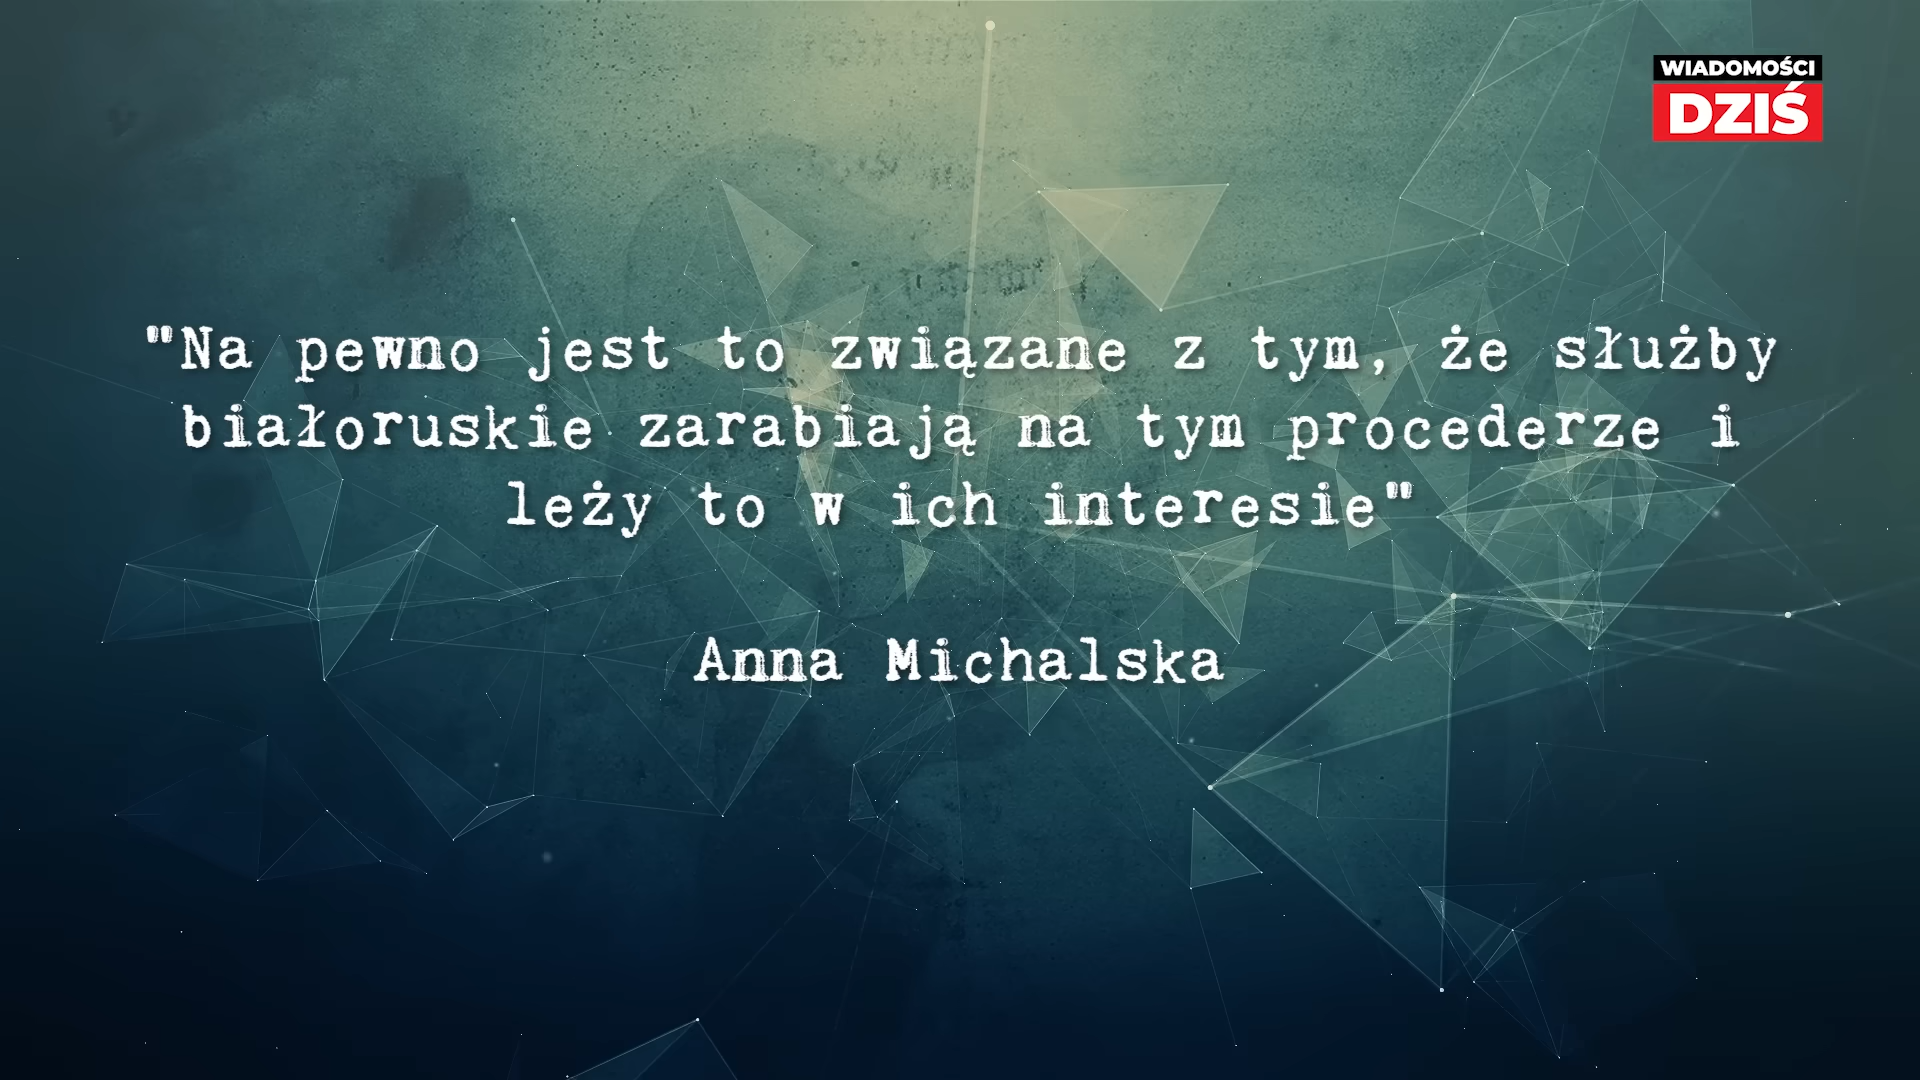 WIADOMOŚCI
DZIŚ
"Na pewno jest to związane z tym, że służby
białoruskie zarabiają na tym procederze i
leży to w ich interesie"
Anna Michalska